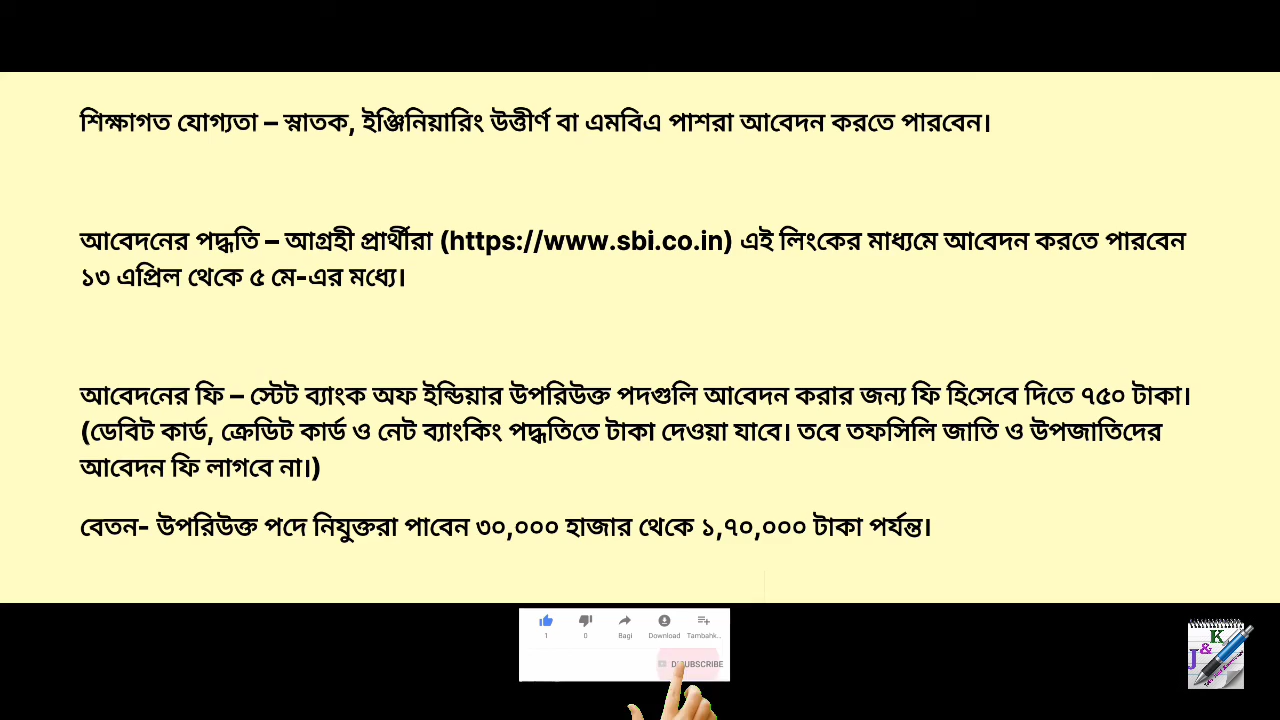 শিক্ষাগত যোগ্যতা – স্নাতক, ইঞ্জিনিয়ারিং উত্তীর্ণ বা এমবিএ পাশরা আবেদন করতে পারবেন।
আবেদনের পদ্ধতি – আগ্রহী প্রার্থীরা (https://www.sbi.co.in) এই লিংকের মাধ্যমে আবেদন করতে পারবেন
১৩ এপ্রিল থেকে ৫ মে-এর মধ্যে।
আবেদনের ফি – স্টেট ব্যাংক অফ ইন্ডিয়ার উপরিউক্ত পদগুলি আবেদন করার জন্য ফি হিসেবে দিতে ৭৫০ টাকা।
(ডেবিট কার্ড, ক্রেডিট কার্ড ও নেট ব্যাংকিং পদ্ধতিতে টাকা দেওয়া যাবে। তবে তফসিলি জাতি ও উপজাতিদের
আবেদন ফি লাগবে না।)
বেতন- উপরিউক্ত পদে নিযুক্তরা পাবেন ৩০,০০০ হাজার থেকে ১,৭০,০০০ টাকা পর্যন্ত।
1 0 Bagi Download Tambahk...
J&K